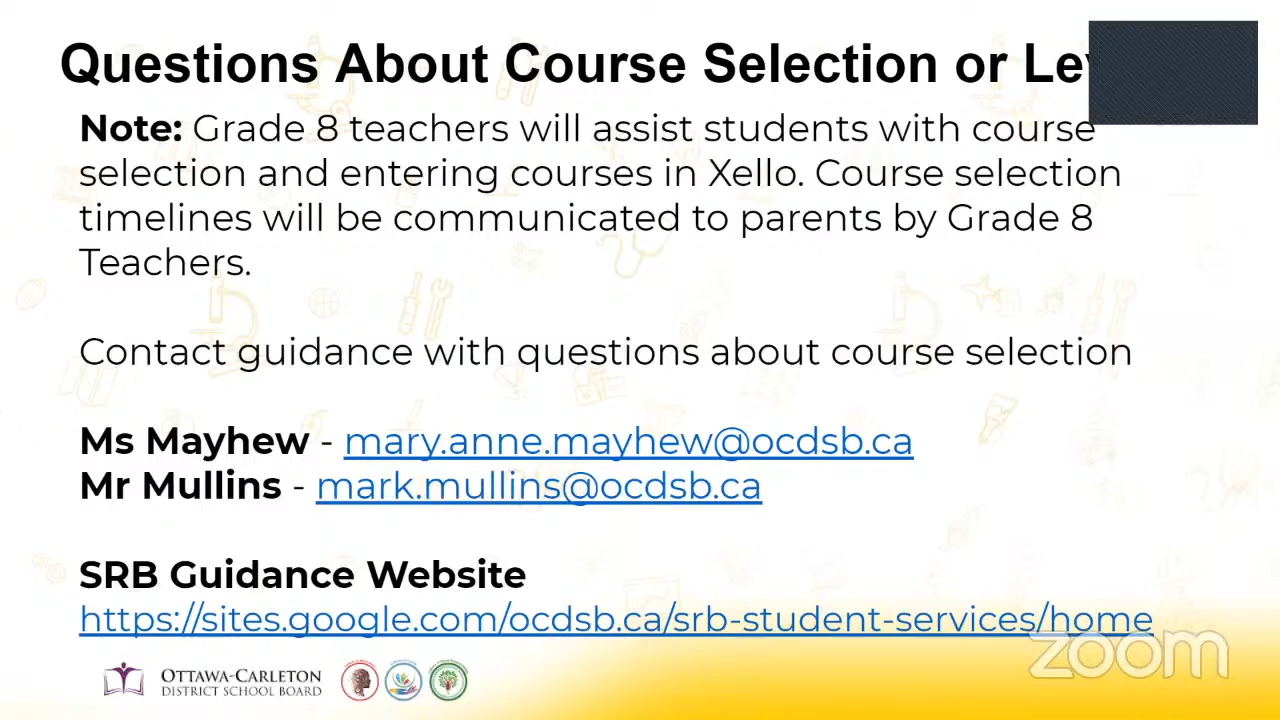 Questions About Course Selection or
Note: Grade 8 teachers will assist students with course
selection and entering courses in Xello. Course selection
timelines will be communicated to parents by Grade 8
Teachers.
Contact guidance with questions about course selection
Ms Mayhew - mary.anne.mayhew@ocdsb.ca
Mr Mullins - mark.mullins@ocdsb.ca
SRB Guidance Website
https://sites.google.com/ocdsb.ca/srb-student-services/home
zoom
OTTAWA-CARLETON
DISTRICT SCHOOL BOARD